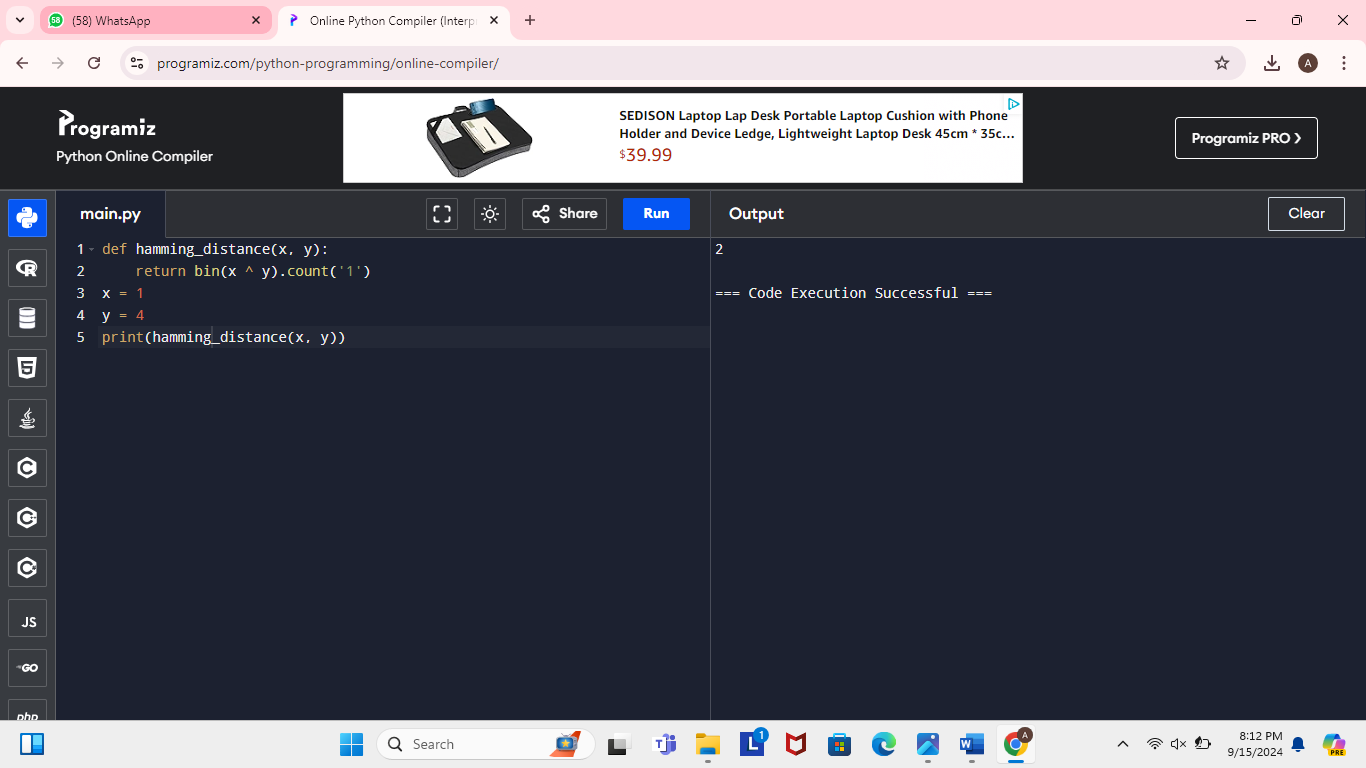 (58) WhatsApp
Online Python Compiler (Interp
programiz.com/python-programming/online-compiler/
A
Programiz
Python Online Compiler
SEDISON Laptop Lap Desk Portable Laptop Cushion with Phone
Holder and Device Ledge, Lightweight Laptop Desk 45cm * 35c...
$39.99
Programiz PRO
main.py
Share
Run
Output
Clear
1 def hamming_distance(x, y):
2     return bin(x ^ y).count('1')
3 x = 1
4 y = 4
5 print(hamming_distance(x, y))
2
=== Code Execution Successful ===
JS
GO
php
Search
1
A
8:12 PM
9/15/2024
PRE